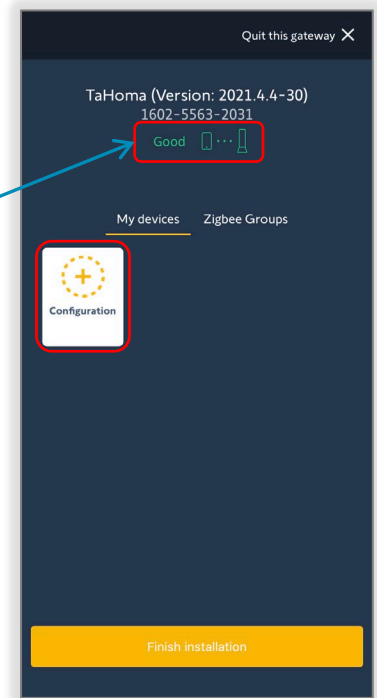 Quit this gateway
TaHoma (Version: 2021.4.4-30)
1602-5563-2031
Good
My devices Zigbee Groups
Configuration
Finish installation